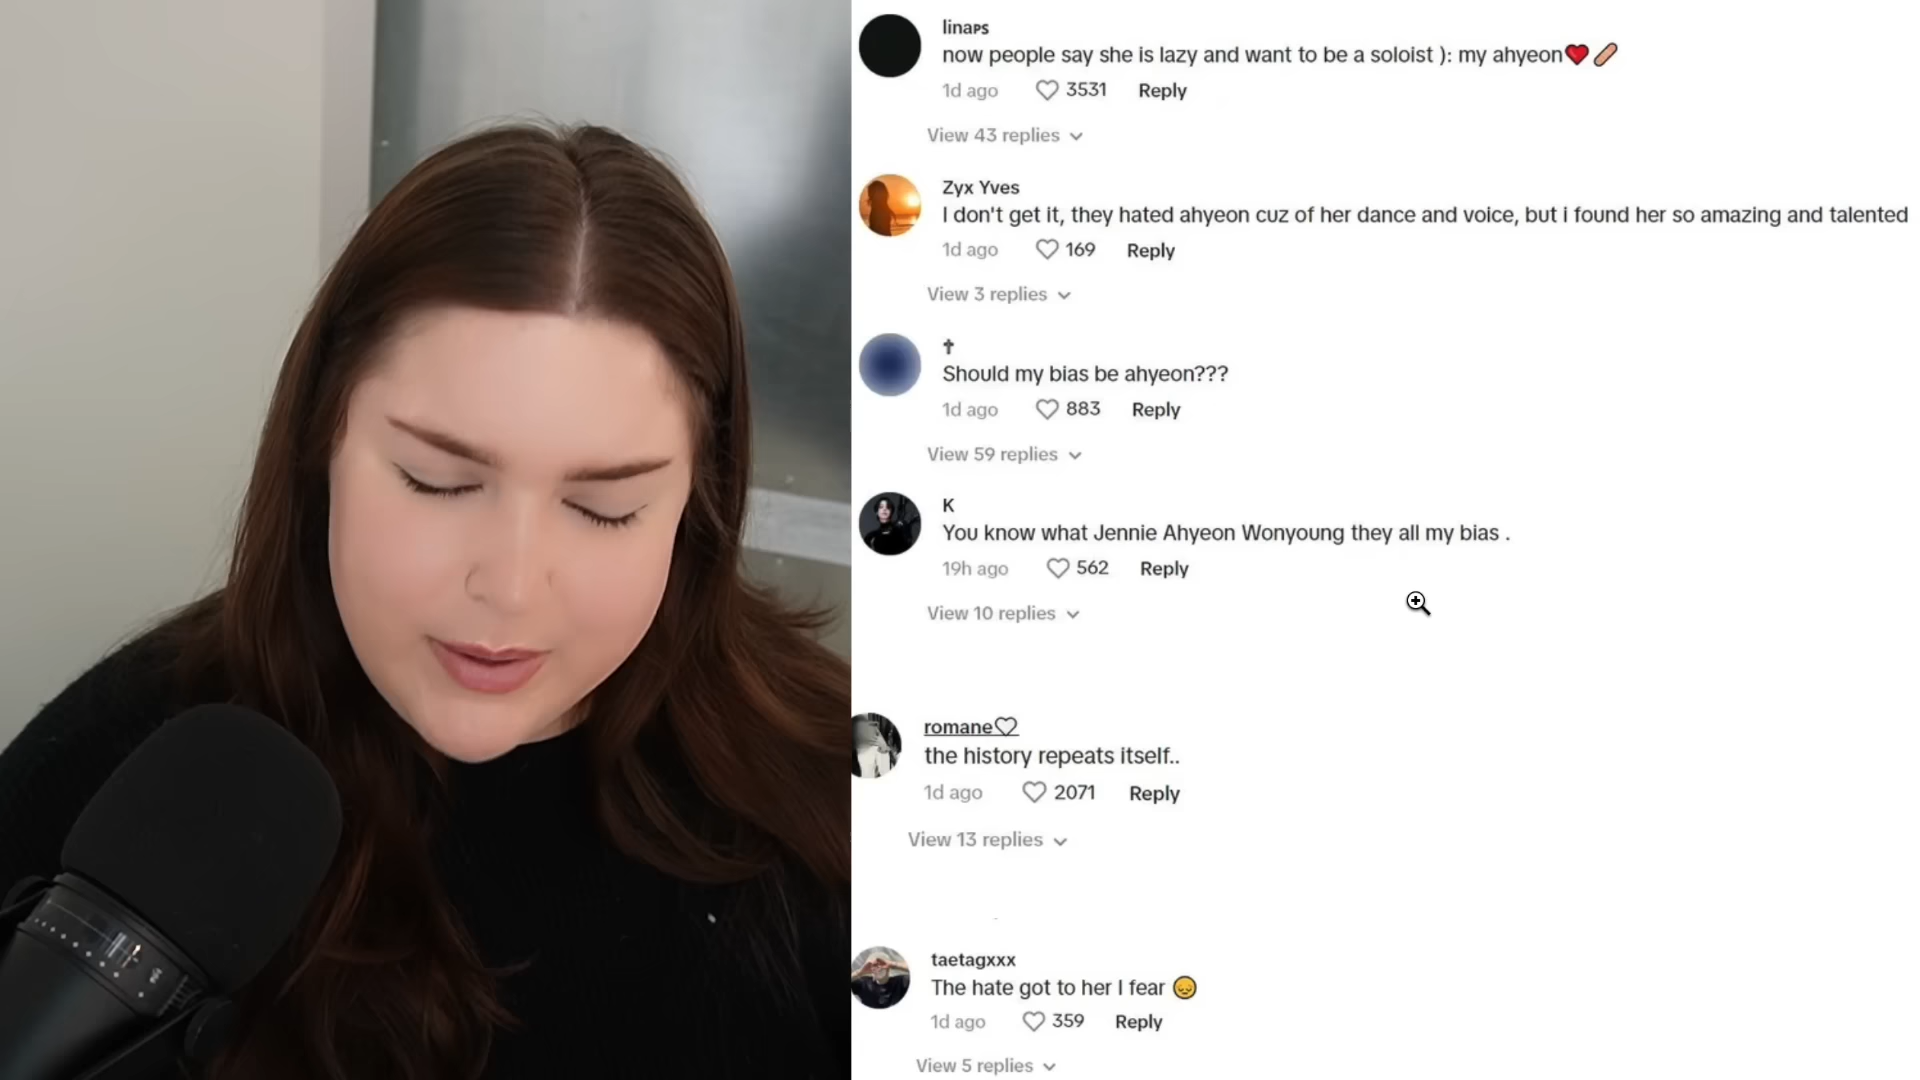 linaᴘs
now people say she is lazy and want to be a soloist ): my ahyeon❤️🩹
1d ago 3531 Reply
View 43 replies
Zyx Yves
I don't get it, they hated ahyeon cuz of her dance and voice, but i found her so amazing and talented
1d ago 169 Reply
View 3 replies
✝
Should my bias be ahyeon???
1d ago 883 Reply
View 59 replies
K
You know what Jennie Ahyeon Wonyoung they all my bias .
19h ago 562 Reply
View 10 replies
romane♡
the history repeats itself..
1d ago 2071 Reply
View 13 replies
taetagxxx
The hate got to her I fear 😞
1d ago 359 Reply
View 5 replies